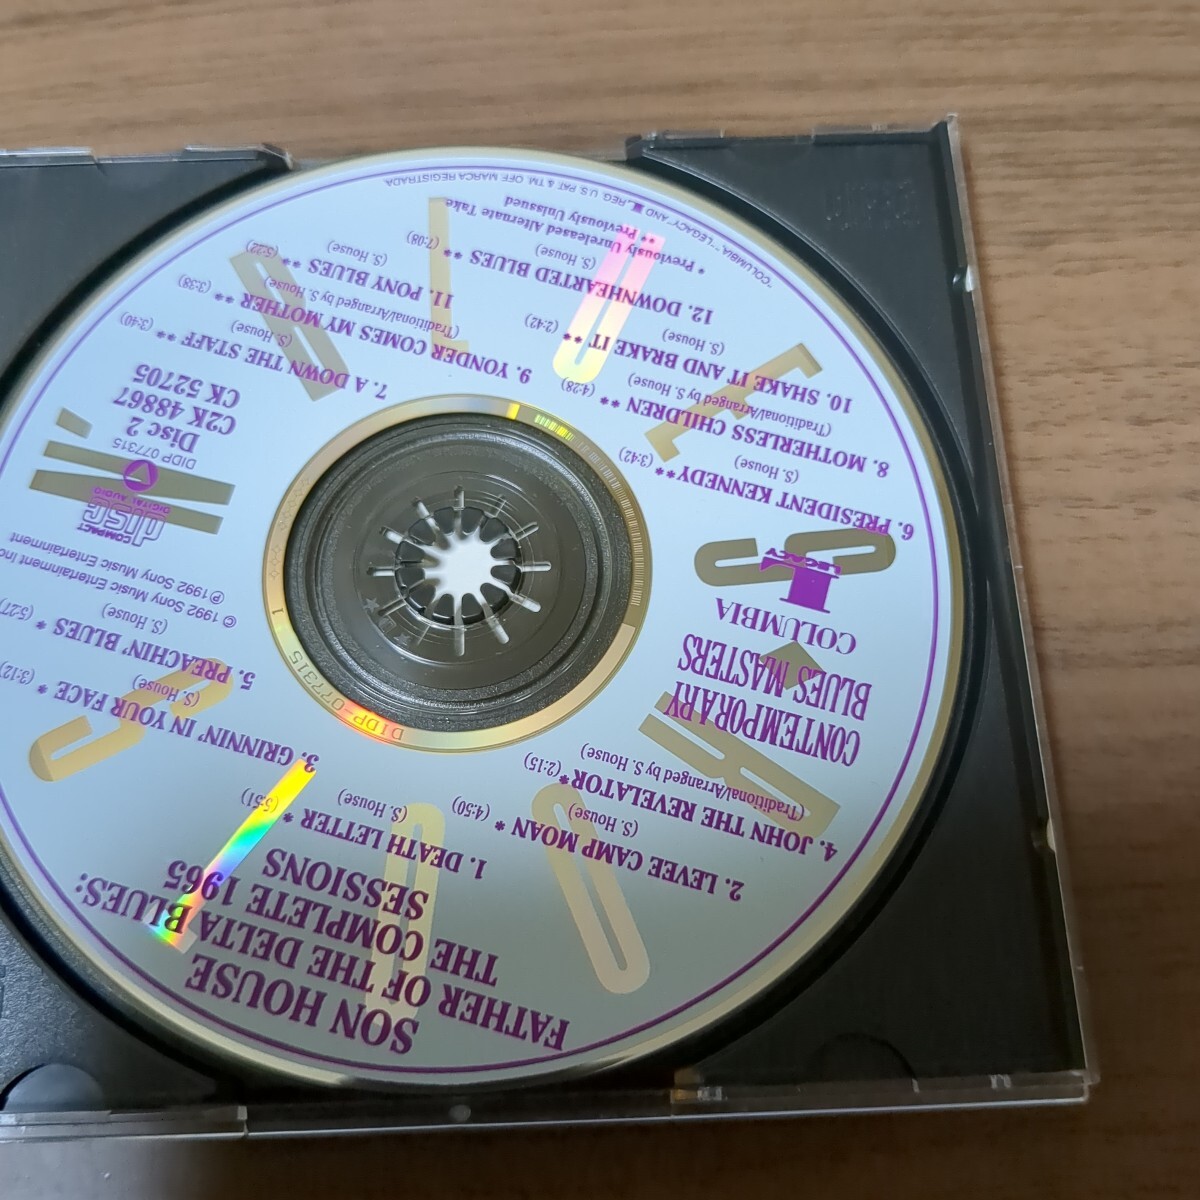 SON HOUSE
FATHER OF THE DELTA BLUES:
THE COMPLETE 1965
SESSIONS
1. DEATH LETTER * (5:51)
(S. House)
2. LEVEE CAMP MOAN * (4:50)
(S. House)
3. GRINNIN' IN YOUR FACE * (3:12)
(S. House)
4. JOHN THE REVELATOR* (2:15)
(Traditional/Arranged by S. House)
5. PREACHIN' BLUES * (5:27)
(S. House)
CONTEMPORARY
BLUES MASTERS
COLUMBIA
LEGACY
© 1992 Sony Music Entertainment Inc
℗ 1992 Sony Music Entertainment
COMPACT
disc
DIGITAL AUDIO
DIDP 077315
Disc 2
C2K 48867
CK 52705
6. PRESIDENT KENNEDY** (3:42)
(S. House)
7. A DOWN THE STAFF ** (3:40)
(S. House)
8. MOTHERLESS CHILDREN ** (4:28)
(Traditional/Arranged by S. House)
9. YONDER COMES MY MOTHER ** (3:38)
(Traditional/Arranged by S. House)
10. SHAKE IT AND BRAKE IT ** (2:42)
(S. House)
11. PONY BLUES ** (5:22)
(S. House)
12. DOWNHEARTED BLUES ** (7:08)
(S. House)
* Previously Unreleased Alternate Take
** Previously Unissued
"COLUMBIA," "LEGACY" AND REG. U.S. PAT. & TM. OFF. MARCA REGISTRADA
DIDP-077315 1